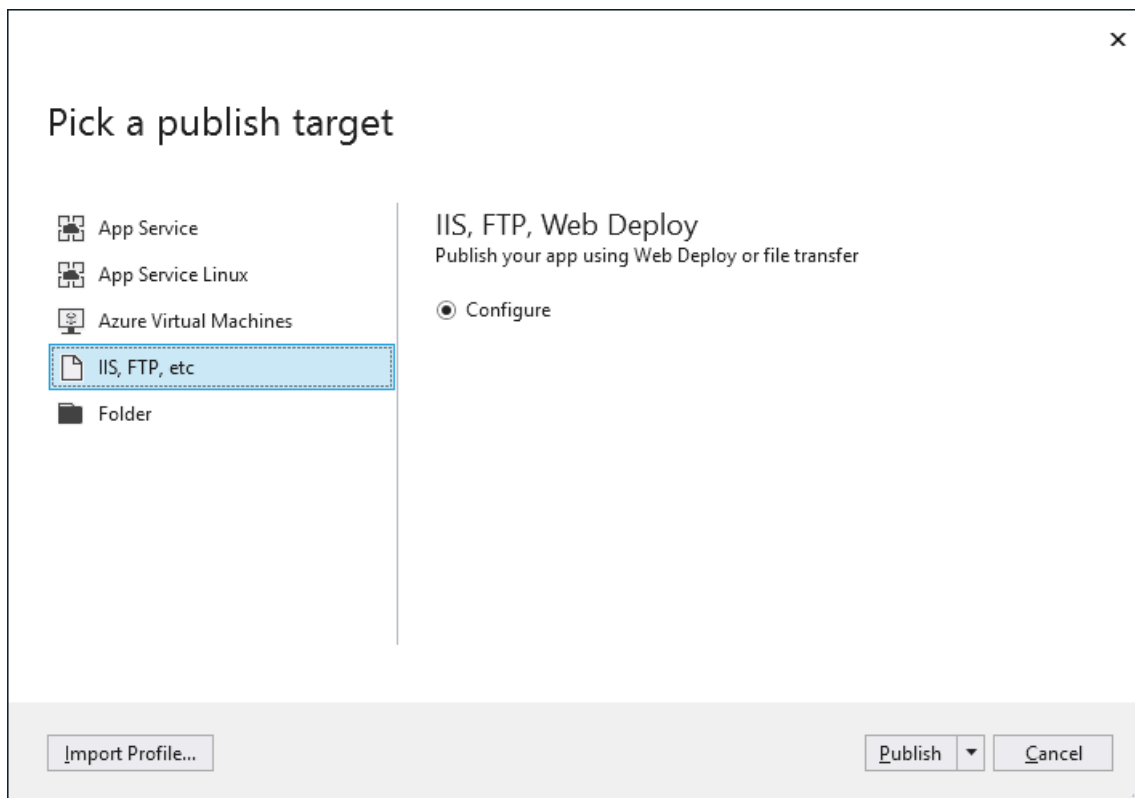 Pick a publish target
App Service
App Service Linux
Azure Virtual Machines
IIS, FTP, etc
Folder
IIS, FTP, Web Deploy
Publish your app using Web Deploy or file transfer
Configure
Import Profile...
Publish
Cancel